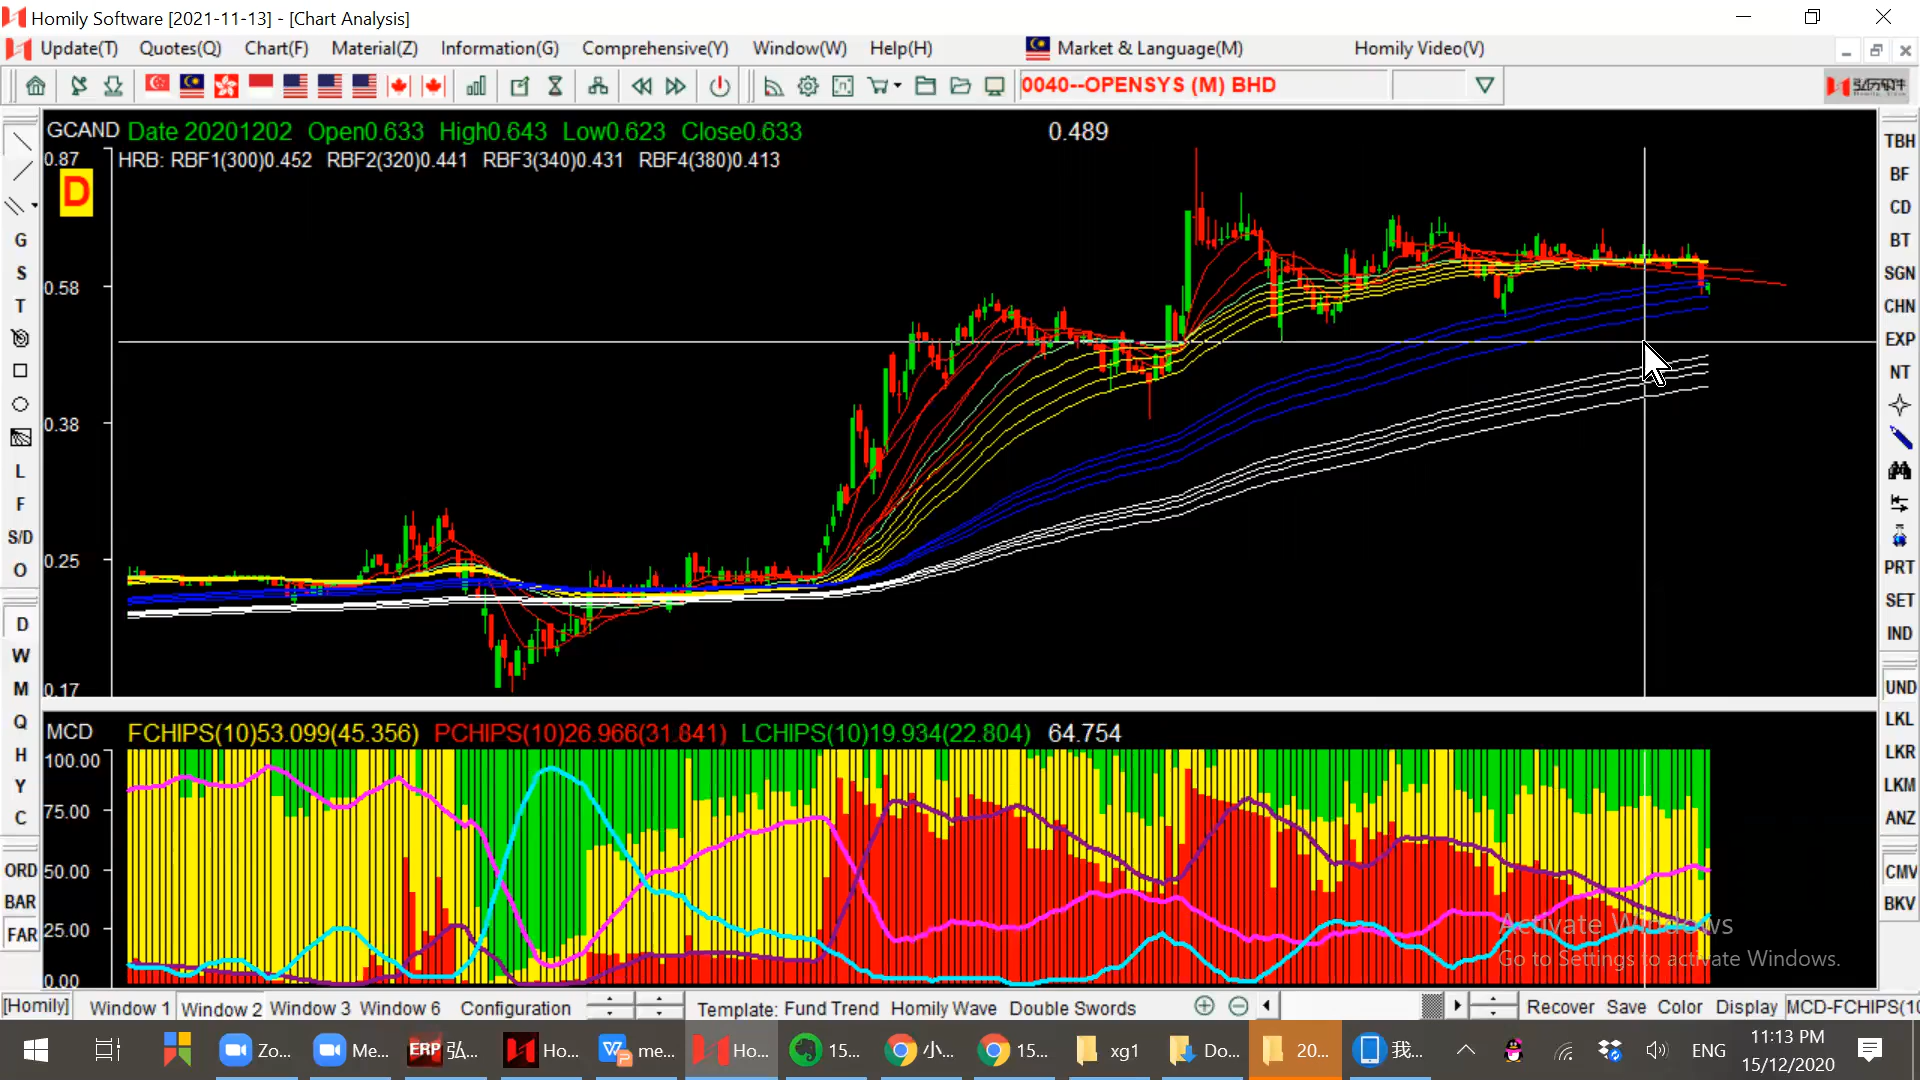 Homily Software [2021-11-13] - [Chart Analysis]
Update(T) Quotes(Q) Chart(F) Material(Z) Information(G) Comprehensive(Y) Window(W) Help(H) Market & Language(M) Homily Video(V)
0040--OPENSYS (M) BHD
GCAND Date 20201202 Open0.633 High0.643 Low0.623 Close0.633 0.489
HRB: RBF1(300)0.452 RBF2(320)0.441 RBF3(340)0.431 RBF4(380)0.413
0.87
D
0.58
0.38
0.25
0.17
G
S
T
L
F
S/D
O
D
W
M
Q
H
Y
C
ORD
BAR
FAR
TBH
BF
CD
BT
SGN
CHN
EXP
NT
PRT
SET
IND
UND
LKL
LKR
LKM
ANZ
CMV
BKV
MCD FCHIPS(10)53.099(45.356) PCHIPS(10)26.966(31.841) LCHIPS(10)19.934(22.804) 64.754
100.00
75.00
50.00
25.00
0.00
Activate Windows
Go to Settings to activate Windows.
[Homily] Window 1 Window 2 Window 3 Window 6 Configuration Template: Fund Trend Homily Wave Double Swords Recover Save Color Display MCD-FCHIPS(10
Zo... Me... ERP 弘... Ho... me... Ho... 15... 小... 15... xg1 Do... 20... 我... ENG 11:13 PM
15/12/2020